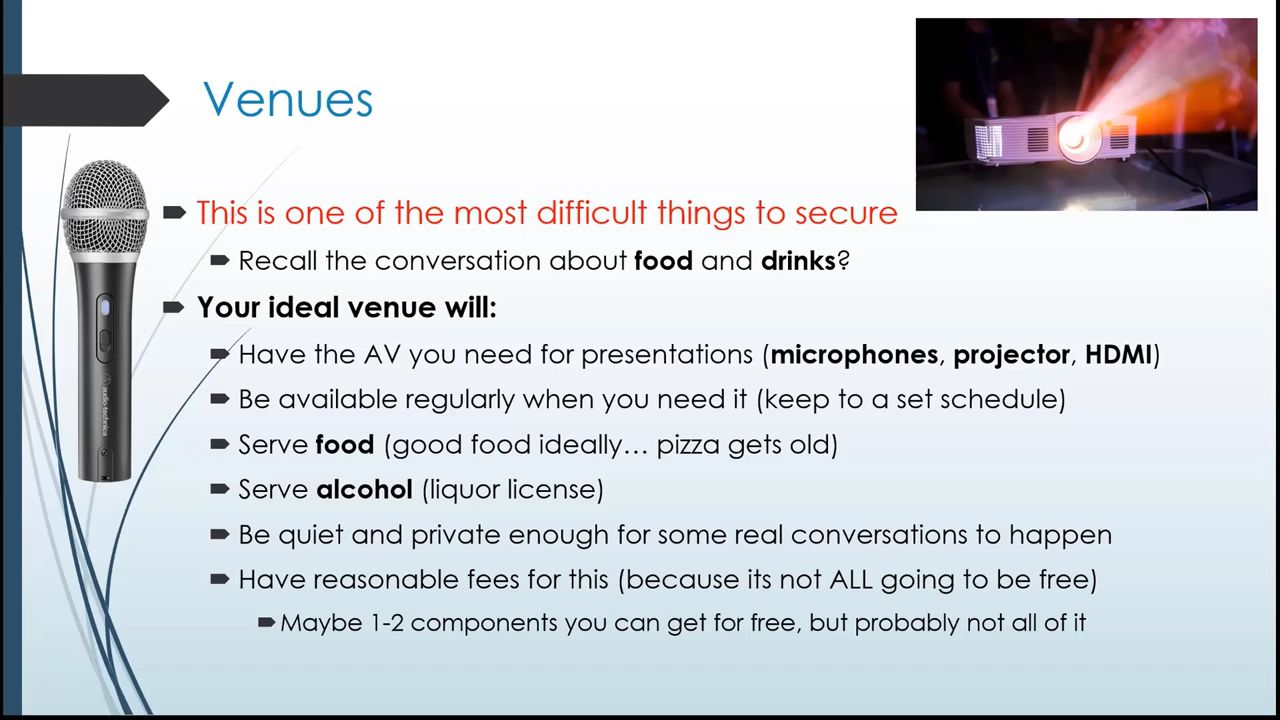 Venues
This is one of the most difficult things to secure
Recall the conversation about food and drinks?
Your ideal venue will:
Have the AV you need for presentations (microphones, projector, HDMI)
Be available regularly when you need it (keep to a set schedule)
Serve food (good food ideally… pizza gets old)
Serve alcohol (liquor license)
Be quiet and private enough for some real conversations to happen
Have reasonable fees for this (because its not ALL going to be free)
Maybe 1-2 components you can get for free, but probably not all of it
audio-technica